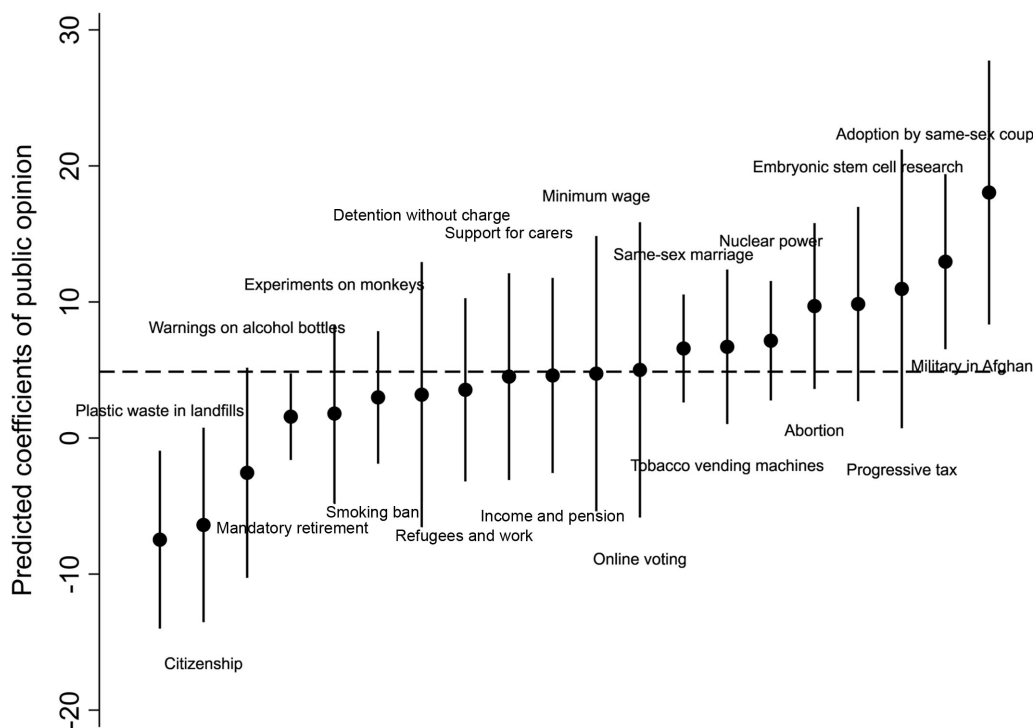 30
20
10
0
-10
-20
Predicted coefficients of public opinion
Adoption by same-sex coup
Embryonic stem cell research
Minimum wage
Detention without charge
Support for carers
Nuclear power
Same-sex marriage
Experiments on monkeys
Warnings on alcohol bottles
Military in Afghan
Plastic waste in landfills
Abortion
Tobacco vending machines
Progressive tax
Smoking ban
Income and pension
Mandatory retirement
Refugees and work
Online voting
Citizenship